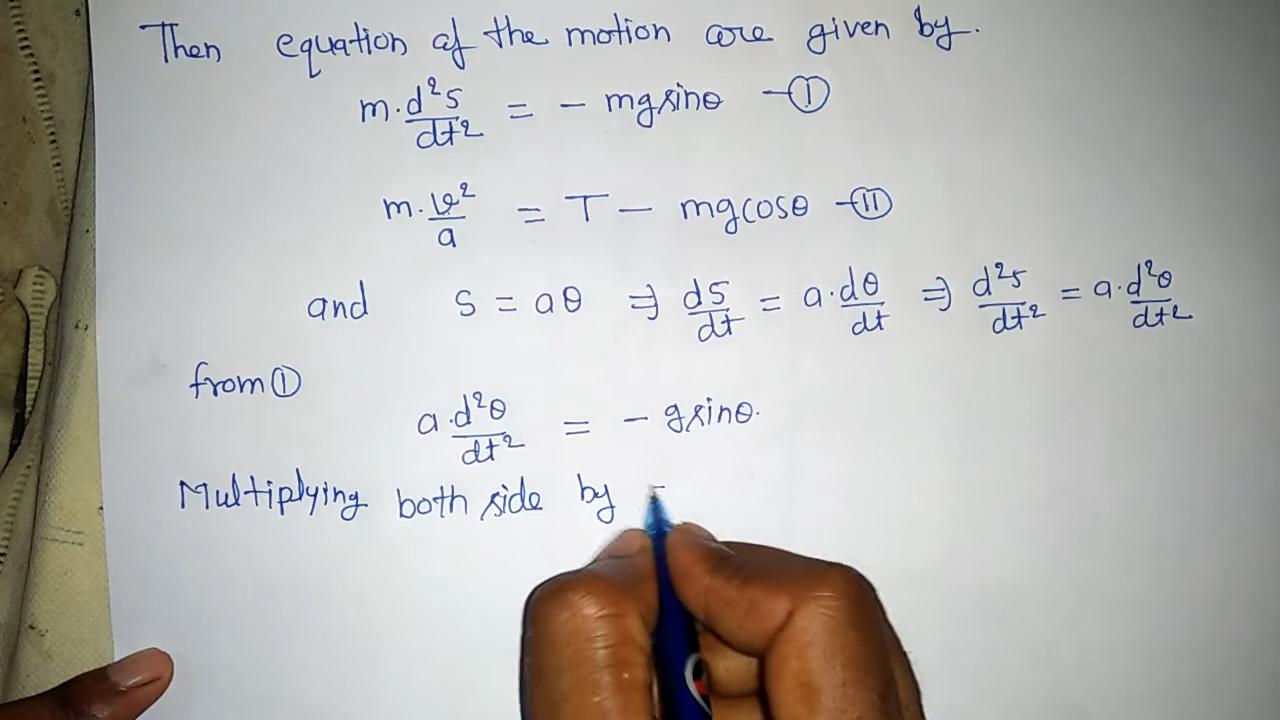 Then equation of the motion are given by.
m. d²s/dt² = - mg sinθ —Ⓘ
m. v²/a = T - mg cosθ —Ⓘⓘ
and s = aθ ⇒ ds/dt = a. dθ/dt ⇒ d²s/dt² = a. d²θ/dt²
from Ⓘ
a. d²θ/dt² = - g sinθ.
Multiplying both side by